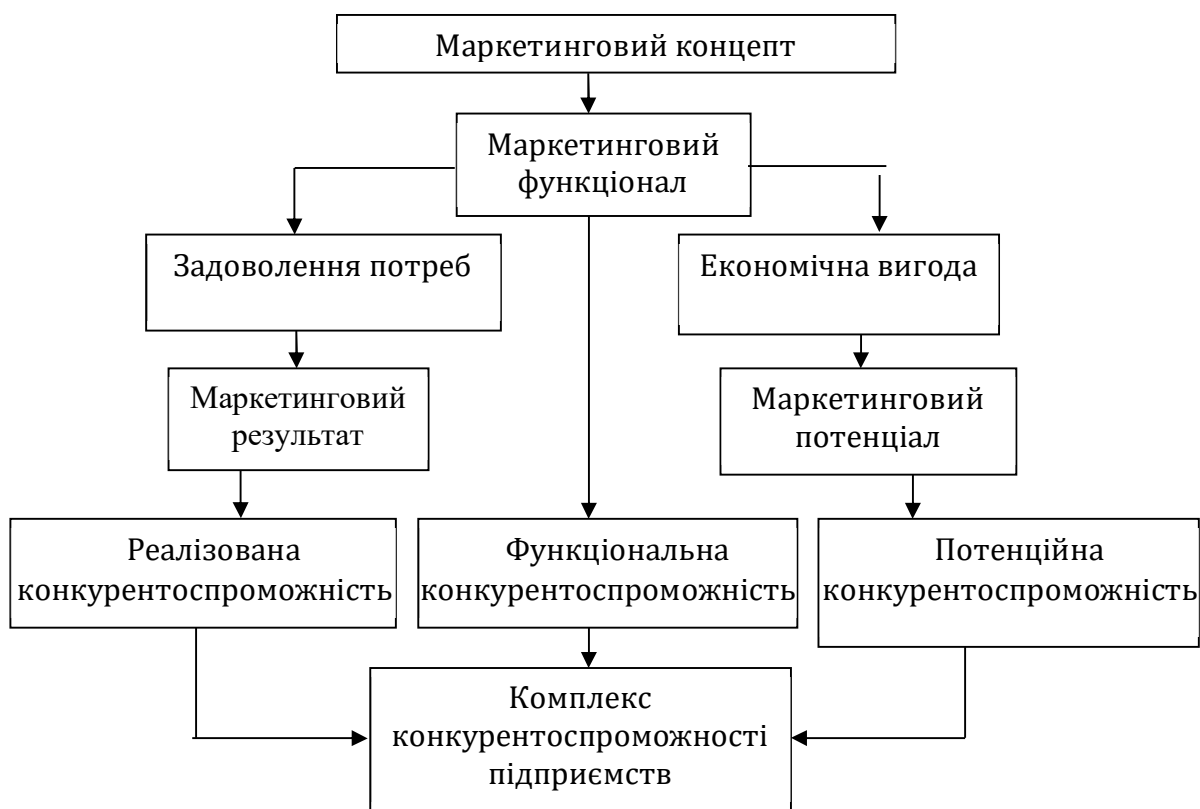 Маркетинговий концепт
Маркетинговий
функціонал
Задоволення потреб
Економічна вигода
Маркетинговий
результат
Маркетинговий
потенціал
Реалізована
конкурентоспроможність
Функціональна
конкурентоспроможність
Потенційна
конкурентоспроможність
Комплекс
конкурентоспроможності
підприємств